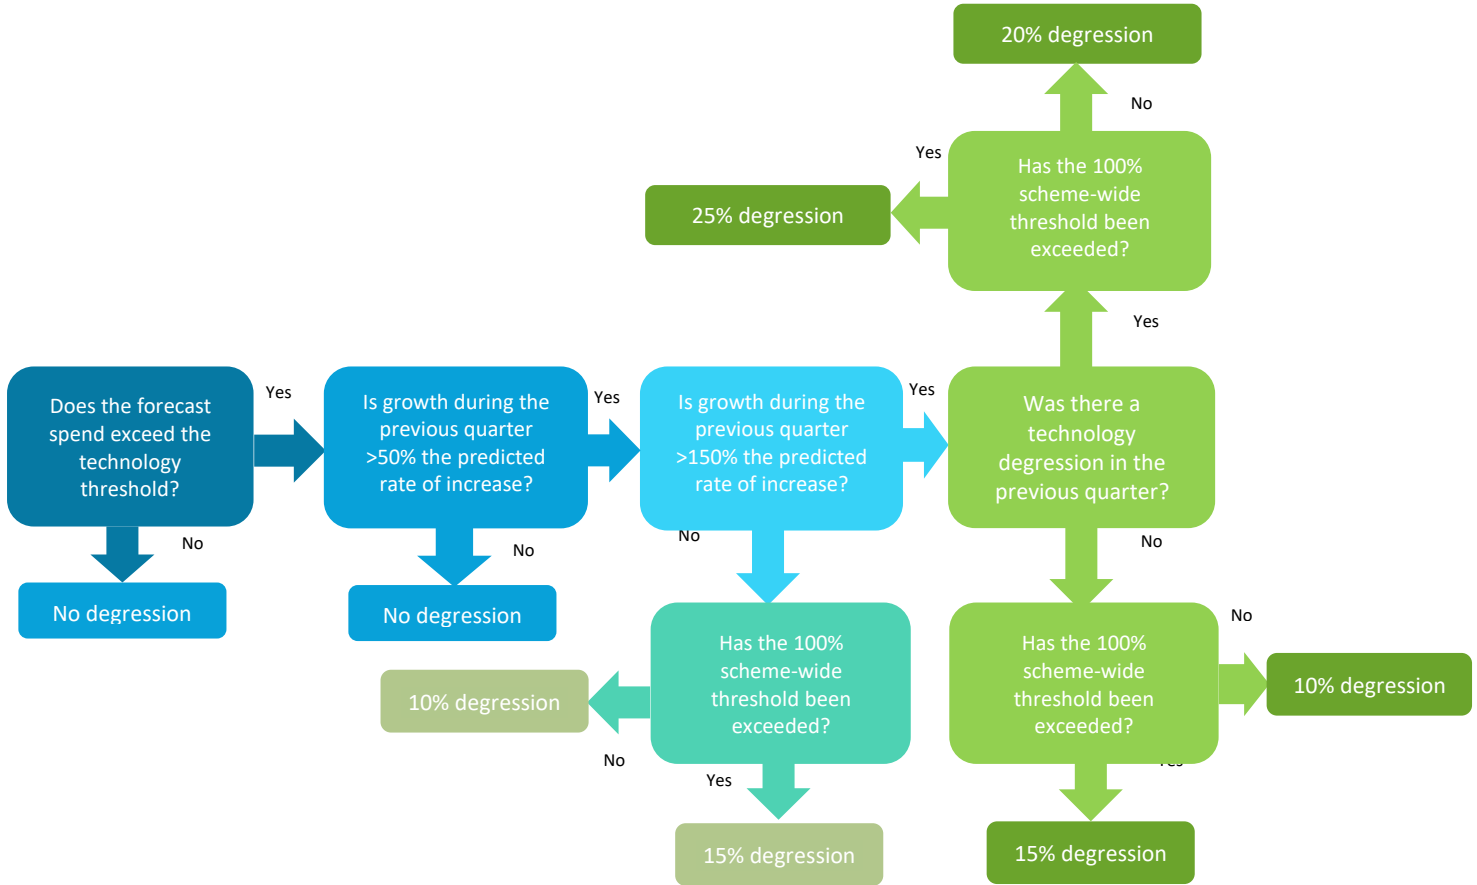 20% degression
No
Yes
Has the 100%
scheme-wide
threshold been
exceeded?
25% degression
Yes
Does the forecast
spend exceed the
technology
threshold?
Yes
Is growth during the
previous quarter
>50% the predicted
rate of increase?
Yes
Is growth during the
previous quarter
>150% the predicted
rate of increase?
Yes
Was there a
technology
degression in the
previous quarter?
No
No
No
No
No degression
No degression
Has the 100%
scheme-wide
threshold been
exceeded?
Has the 100%
scheme-wide
threshold been
exceeded?
No
10% degression
10% degression
No
Yes
Yes
15% degression
15% degression